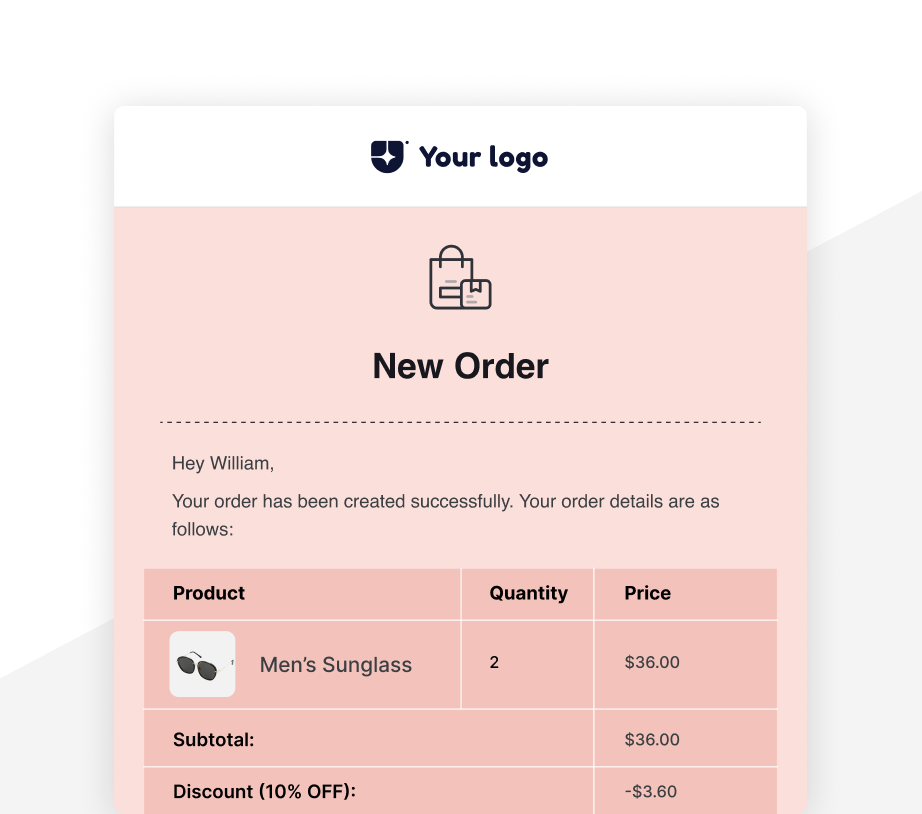 Your logo
New Order
Hey William,
Your order has been created successfully. Your order details are as
follows:
Product Quantity Price
Men’s Sunglass 2 $36.00
Subtotal: $36.00
Discount (10% OFF): -$3.60